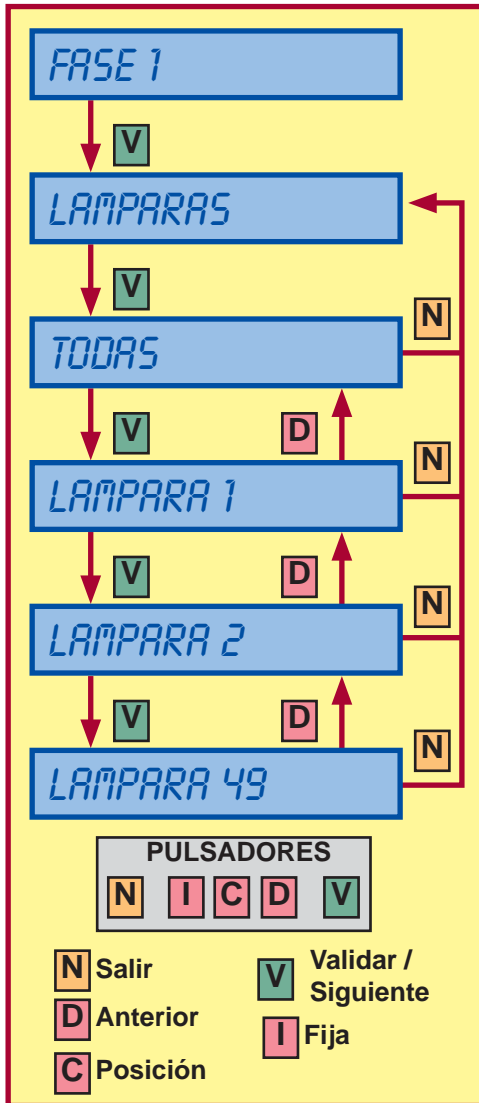 FASE 1
V
LAMPARAS
V
N
TODAS
V
D
N
LAMPARA 1
V
D
N
LAMPARA 2
V
D
N
LAMPARA 49
PULSADORES
N I C D V
N Salir
V Validar / Siguiente
D Anterior
I Fija
C Posición